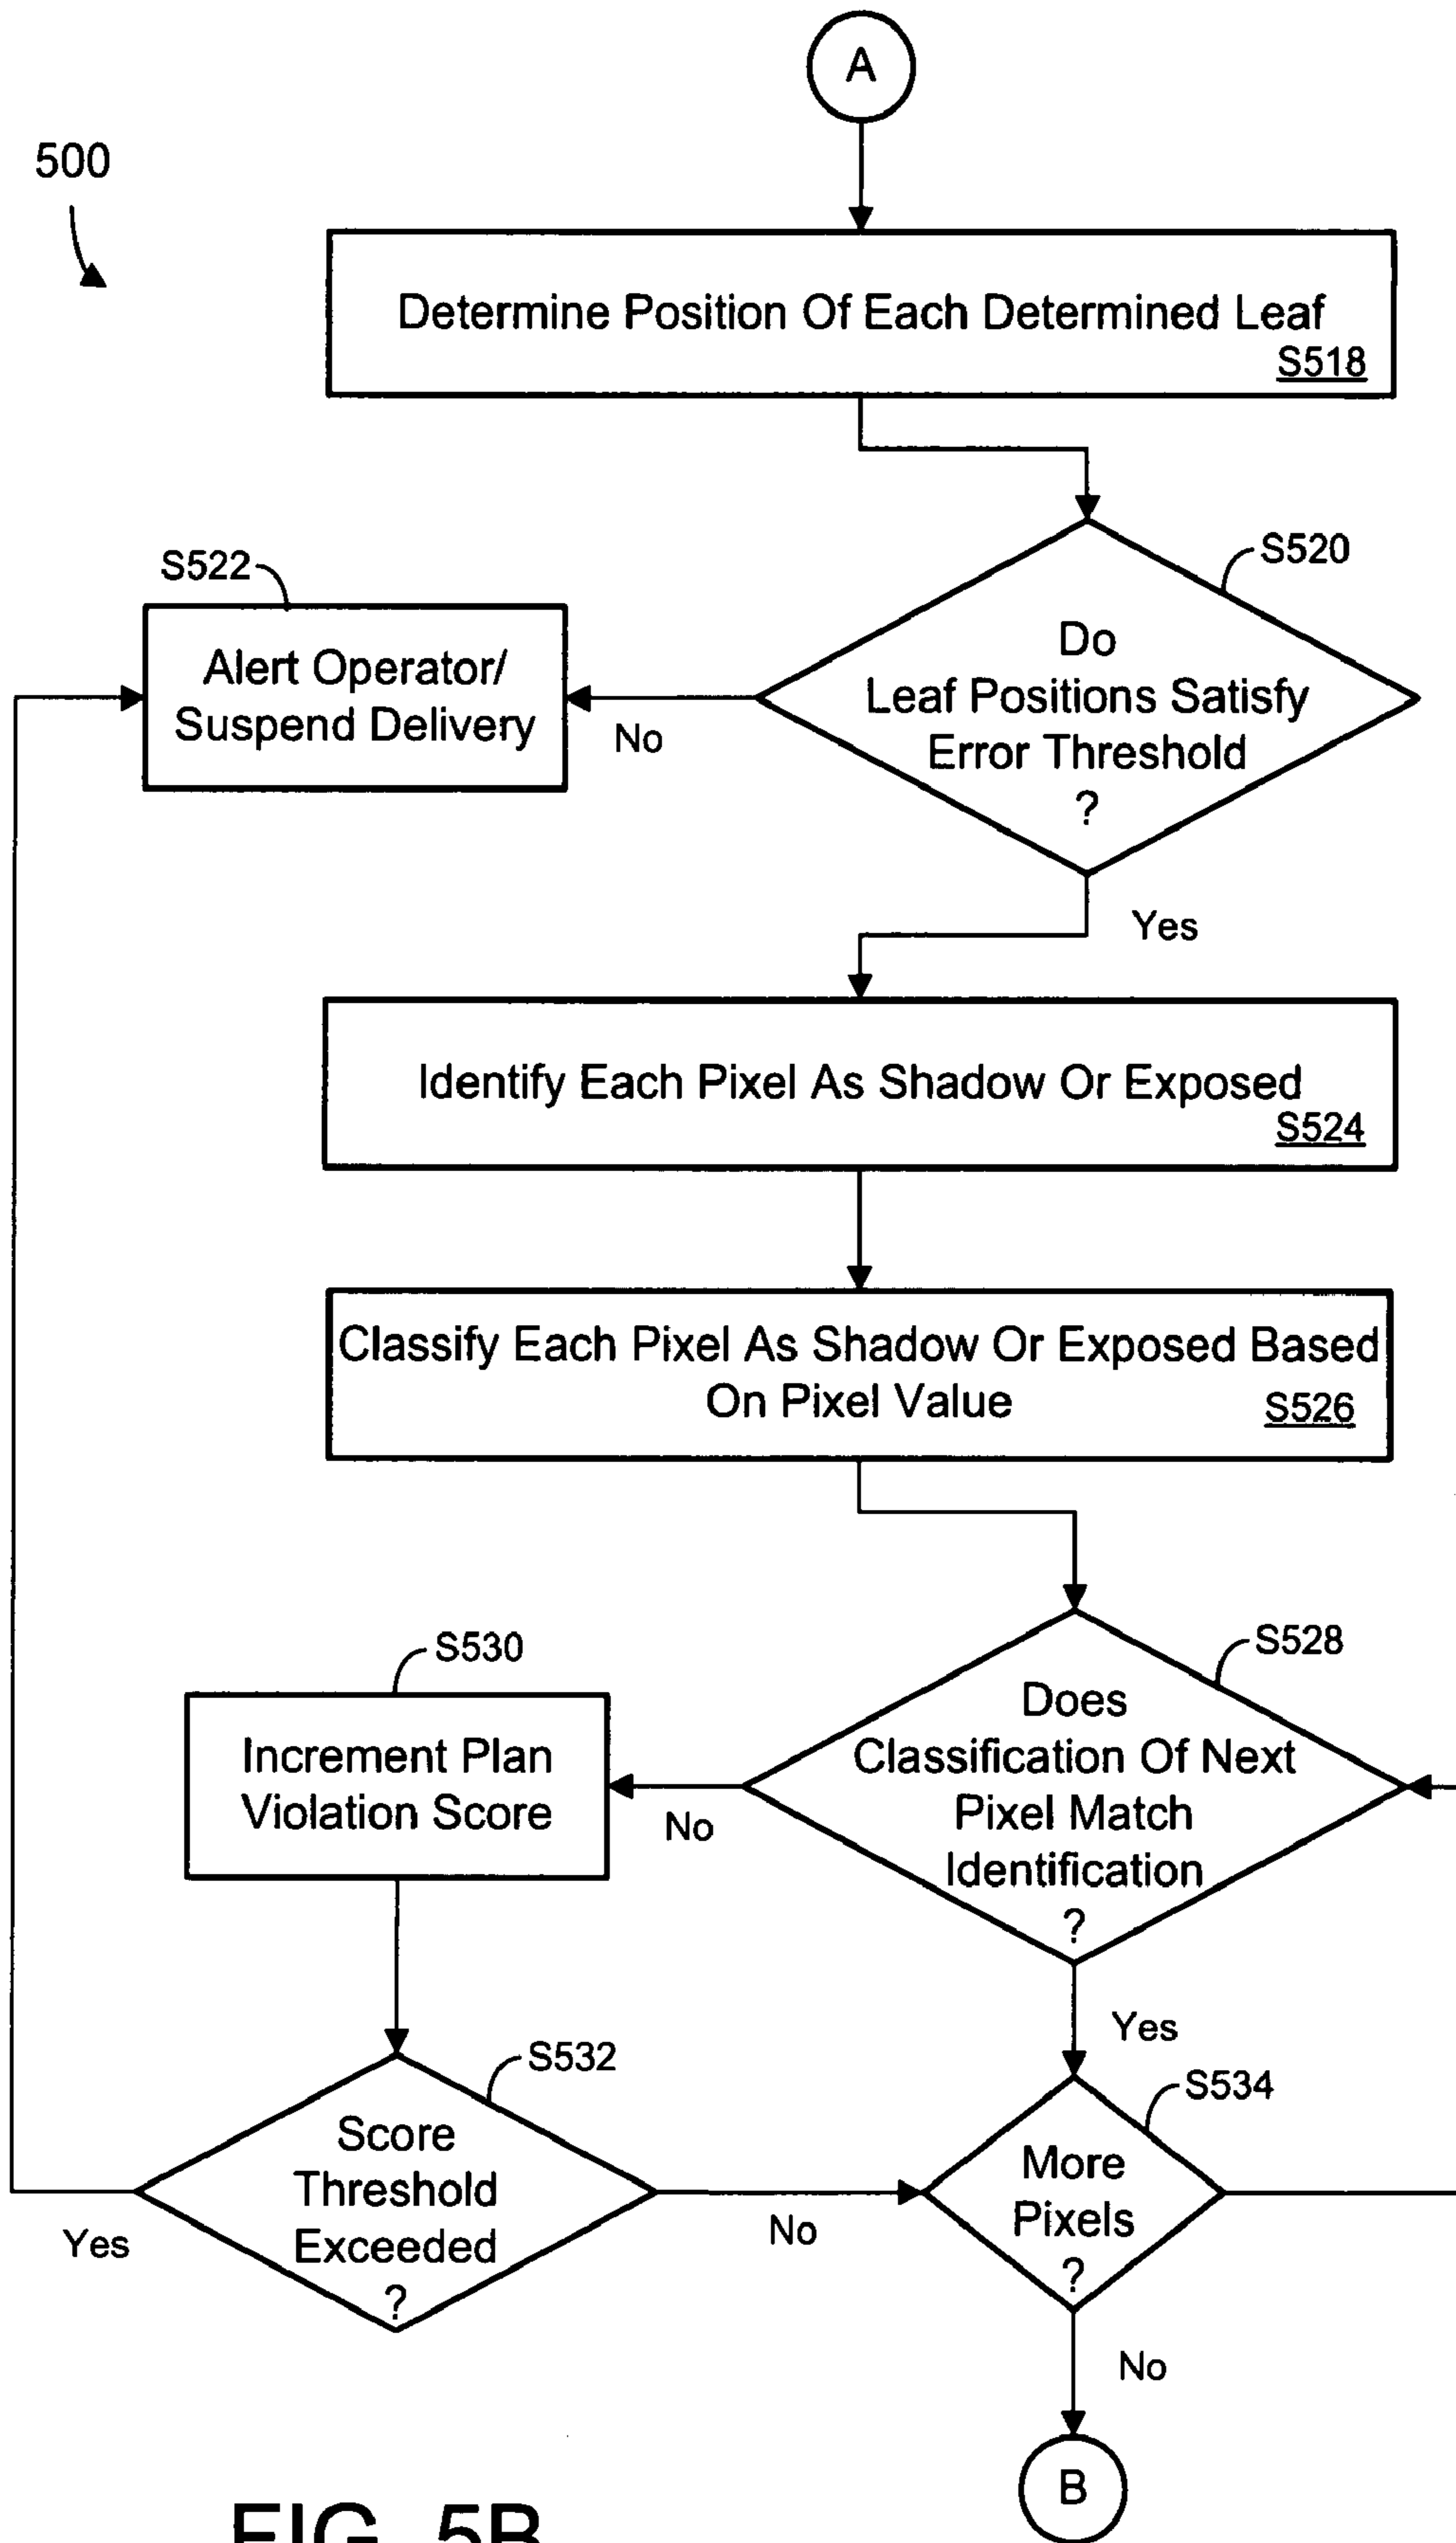 A
500
Determine Position Of Each Determined Leaf
S518
S520
Do
Leaf Positions Satisfy
Error Threshold
?
S522
Alert Operator/
Suspend Delivery
No
Yes
Identify Each Pixel As Shadow Or Exposed
S524
Classify Each Pixel As Shadow Or Exposed Based
On Pixel Value
S526
S528
Does
Classification Of Next
Pixel Match
Identification
?
S530
Increment Plan
Violation Score
No
Yes
S532
Score
Threshold
Exceeded
?
Yes
No
S534
More
Pixels
?
No
B
FIG. 5B